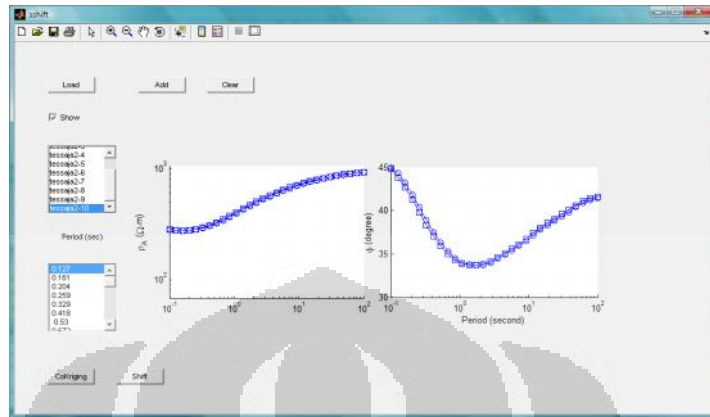 sshift
Load Add Clear
Show
tessaja2-4
tessaja2-5
tessaja2-6
tessaja2-7
tessaja2-8
tessaja2-9
tessaja2-10
Period (sec)
0.127
0.161
0.204
0.259
0.329
0.418
0.53
10³
10²
ρA (Ω-m)
10⁻¹ 10⁰ 10¹ 10²
45
40
35
30
ϕ (degree)
10⁻¹ 10⁰ 10¹ 10²
Period (second)
CoKriging Shift